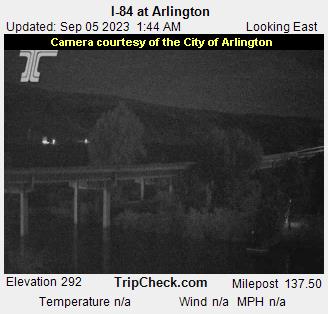 I-84 at Arlington
Updated: Sep 05 2023 1:44 AM Looking East
Camera courtesy of the City of Arlington
Elevation 292 TripCheck.com Milepost 137.50
Temperature n/a Wind n/a MPH n/a